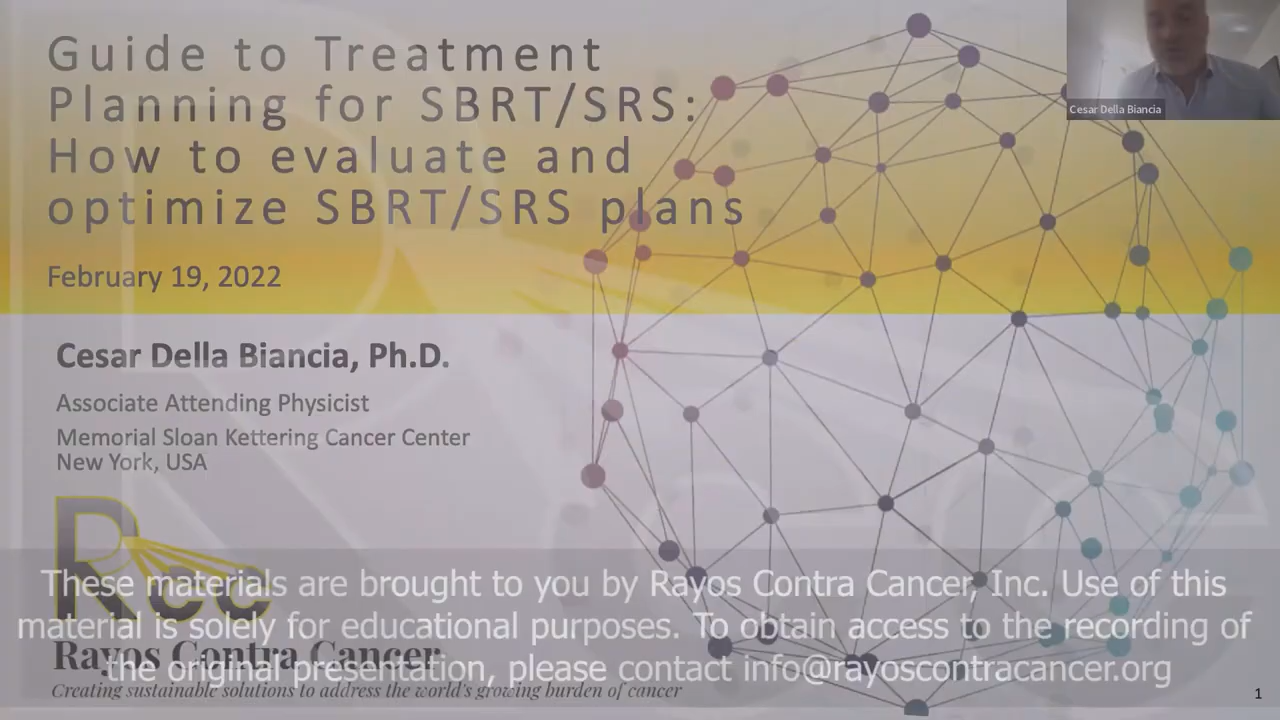 Guide to Treatment
Planning for SBRT/SRS:
How to evaluate and
optimize SBRT/SRS plans
February 19, 2022
Cesar Della Biancia
Cesar Della Biancia, Ph.D.
Associate Attending Physicist
Memorial Sloan Kettering Cancer Center
New York, USA
Rcc
These materials are brought to you by Rayos Contra Cancer, Inc. Use of this
material is solely for educational purposes. To obtain access to the recording of
the original presentation, please contact info@rayoscontracancer.org
Rayos Contra Cancer
Creating sustainable solutions to address the world's growing burden of cancer
1